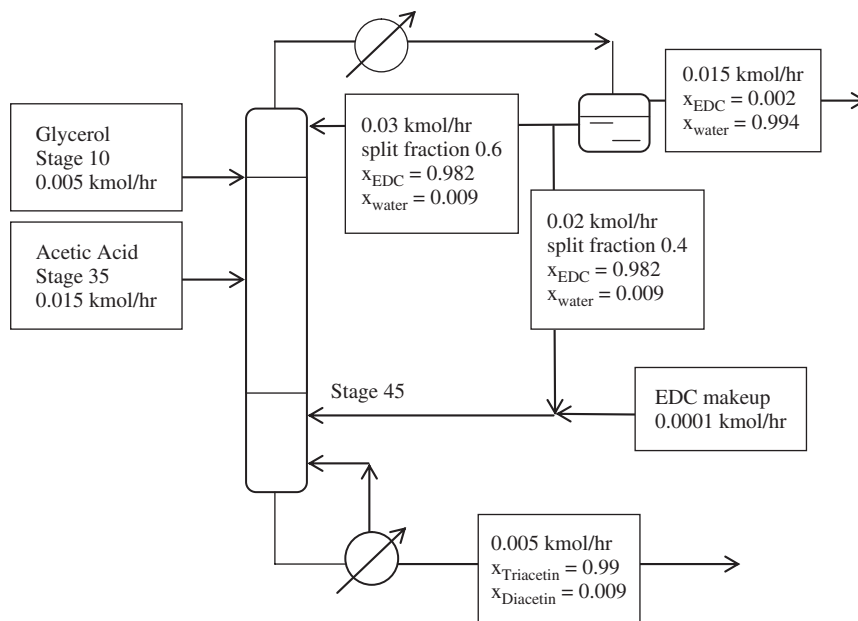 0.015 kmol/hr
x_EDC = 0.002
x_water = 0.994
Glycerol
Stage 10
0.005 kmol/hr
0.03 kmol/hr
split fraction 0.6
x_EDC = 0.982
x_water = 0.009
Acetic Acid
Stage 35
0.015 kmol/hr
0.02 kmol/hr
split fraction 0.4
x_EDC = 0.982
x_water = 0.009
Stage 45
EDC makeup
0.0001 kmol/hr
0.005 kmol/hr
x_Triacetin = 0.99
x_Diacetin = 0.009